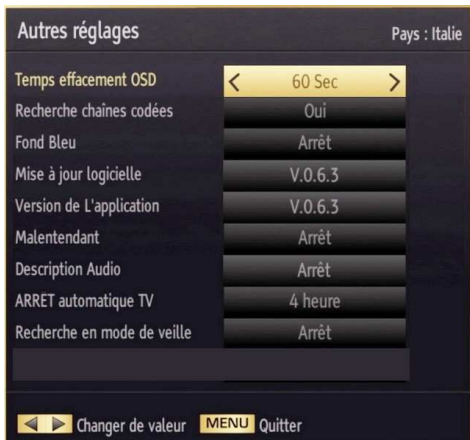 Autres réglages Pays : Italie
Temps effacement OSD 60 Sec
Recherche chaînes codées Oui
Fond Bleu Arrêt
Mise à jour logicielle V.0.6.3
Version de L'application V.0.6.3
Malentendant Arrêt
Description Audio Arrêt
ARRET automatique TV 4 heure
Recherche en mode de veille Arrêt
Changer de valeur MENU Quitter